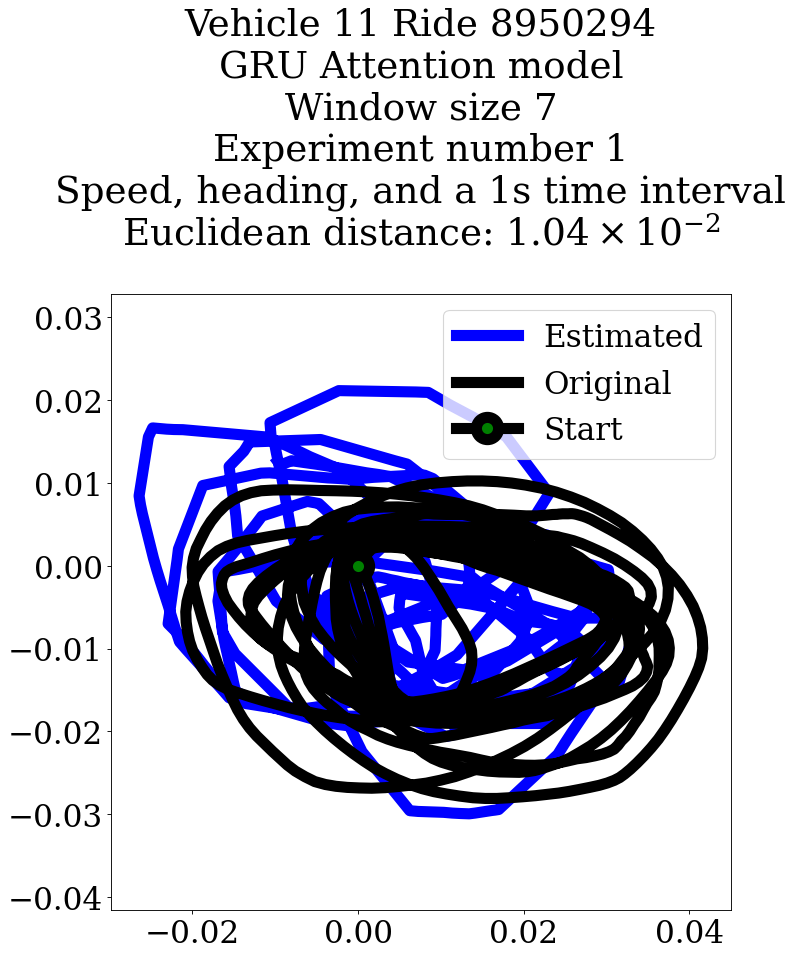 Vehicle 11 Ride 8950294
GRU Attention model
Window size 7
Experiment number 1
Speed, heading, and a 1s time interval
Euclidean distance: 1.04 × 10⁻²
Estimated
Original
Start
0.03
0.02
0.01
0.00
−0.01
−0.02
−0.03
−0.04
−0.02 0.00 0.02 0.04